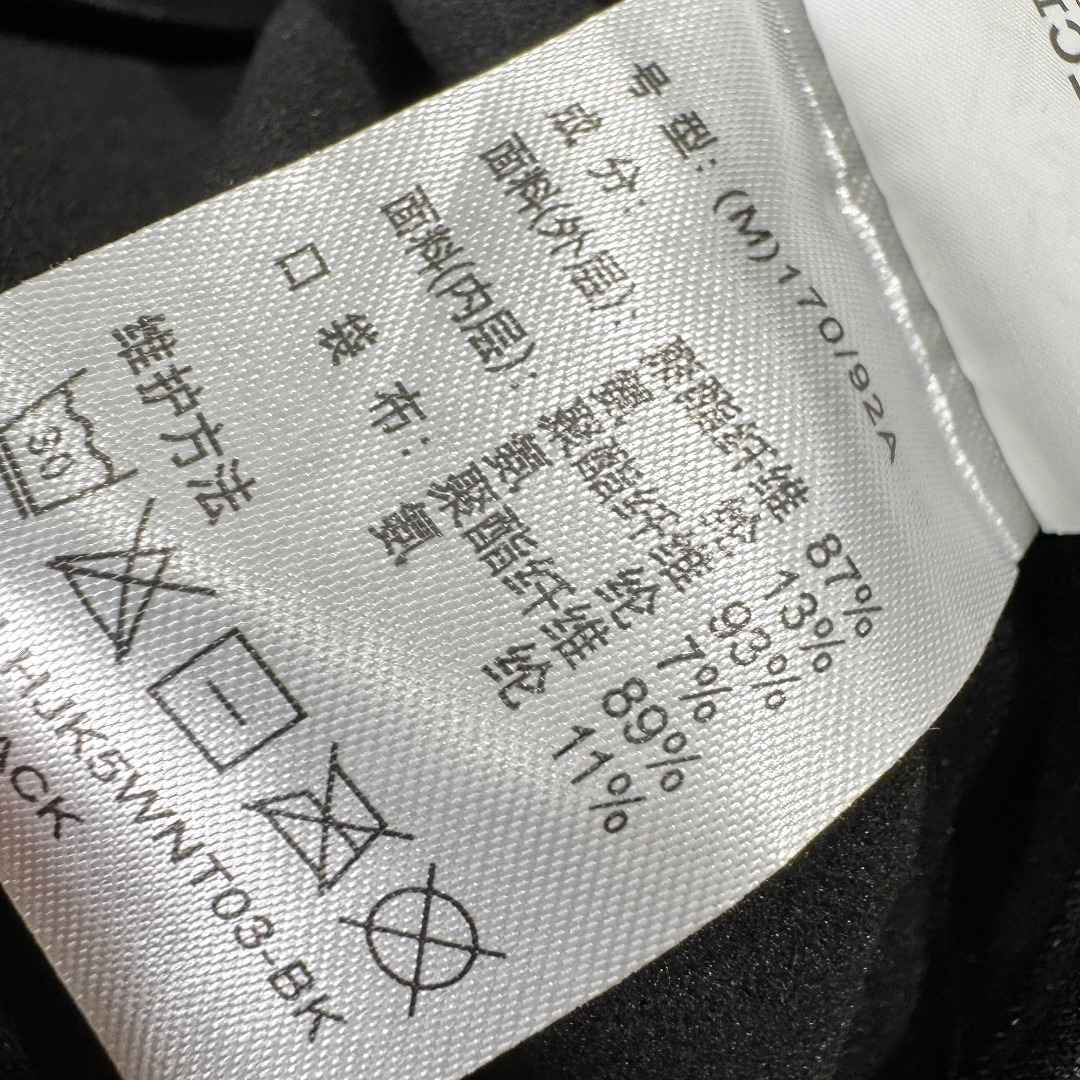 号 型: (M)170/92A
成 分:
面料(外层): 聚酯纤维 87%
氨 纶 13%
面料(内层): 聚酯纤维 93%
氨 纶 7%
口 袋 布: 聚酯纤维 89%
氨 纶 11%
维护方法
30
HJK5WNT03-BK
ACK